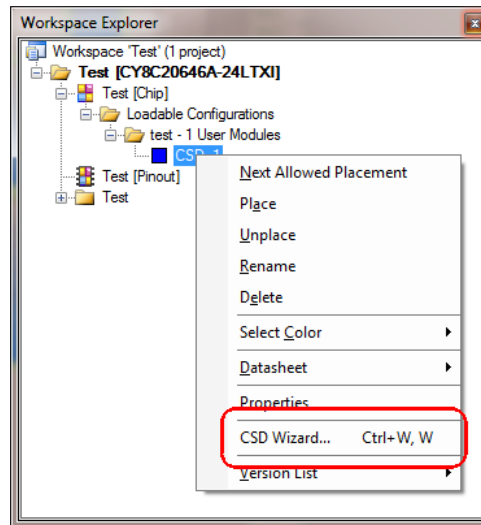 Workspace Explorer
Workspace 'Test' (1 project)
Test [CY8C20646A-24LTXI]
Test [Chip]
Loadable Configurations
test - 1 User Modules
CSD_1
Test [Pinout]
Test
Next Allowed Placement
Place
Unplace
Rename
Delete
Select Color
Datasheet
Properties
CSD Wizard... Ctrl+W, W
Version List